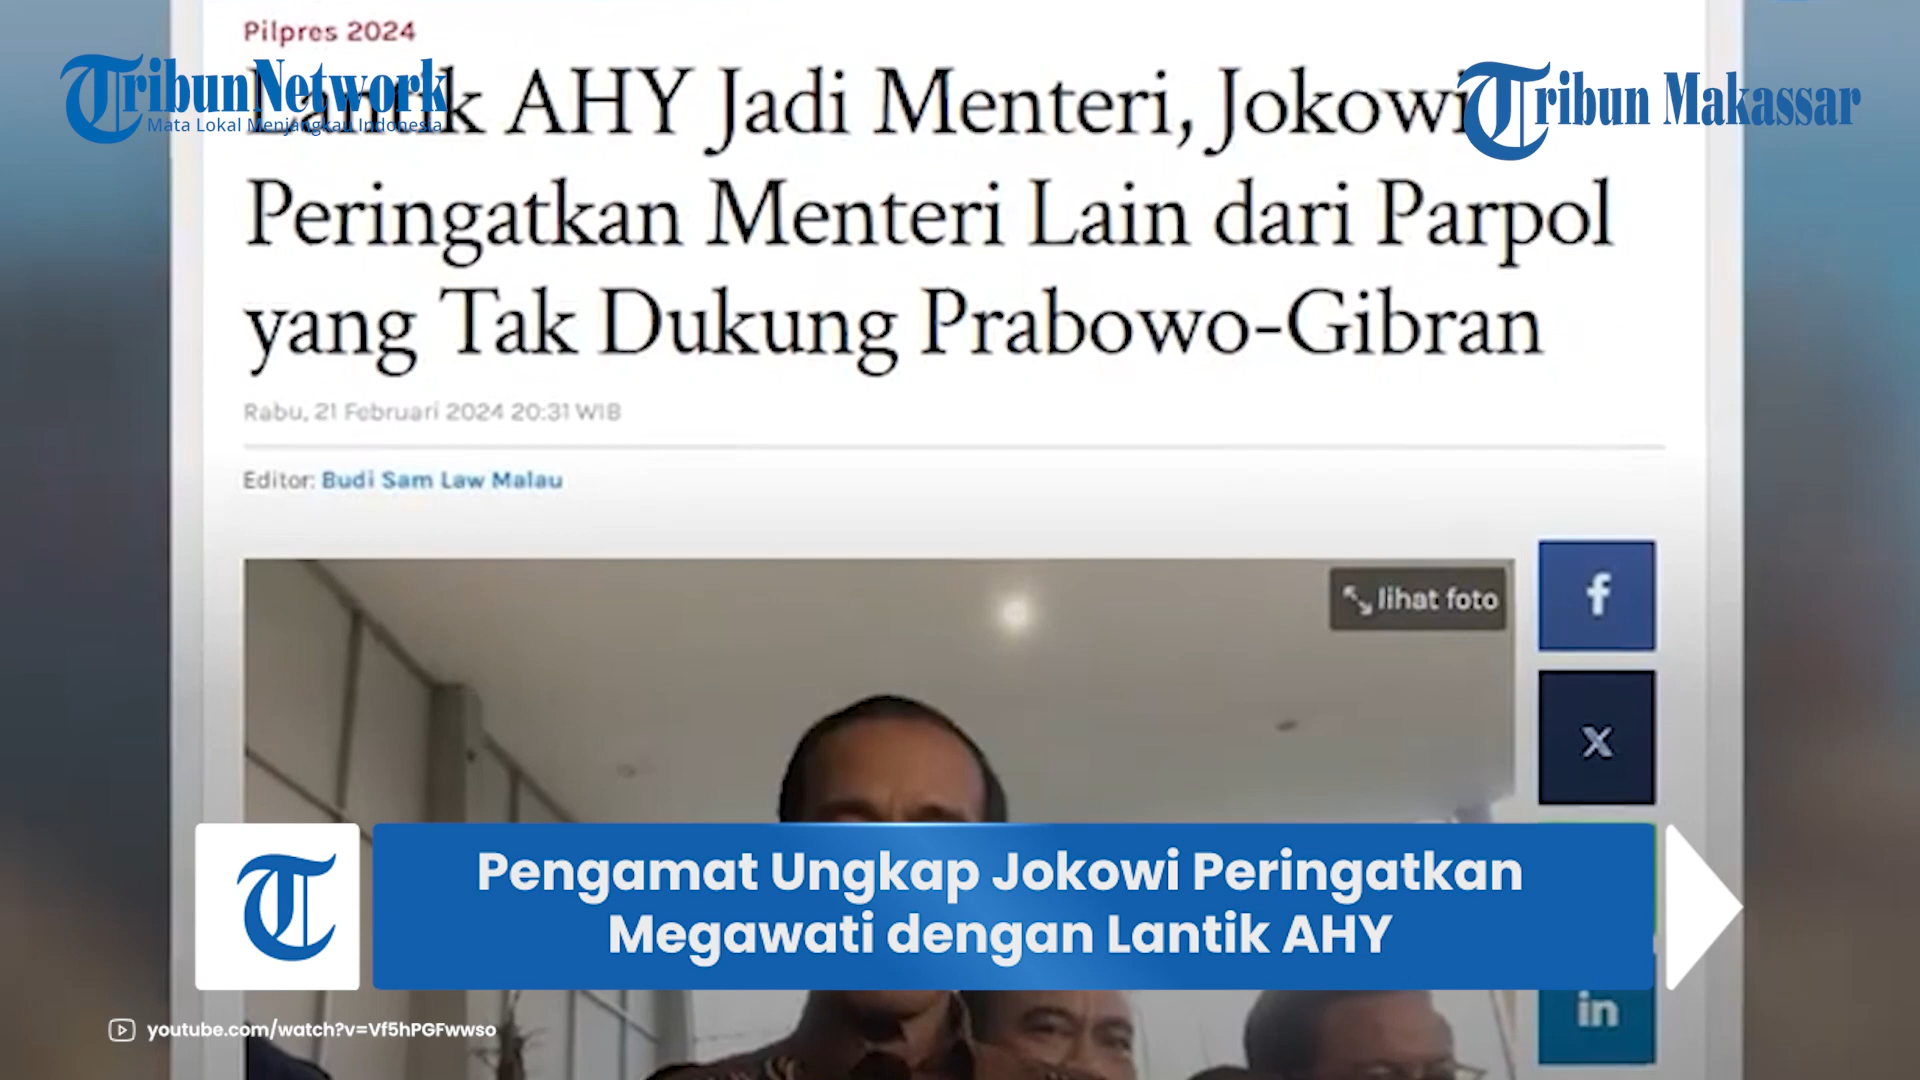 Pilpres 2024
TribunNetwork
Mata Lokal Menjangkau Indonesia
Tribun Makassar
AHY Jadi Menteri, Jokowi
Peringatkan Menteri Lain dari Parpol
yang Tak Dukung Prabowo-Gibran
Rabu, 21 Februari 2024 20:31 WIB
Editor: Budi Sam Law Malau
lihat foto
f
X
Pengamat Ungkap Jokowi Peringatkan
Megawati dengan Lantik AHY
in
youtube.com/watch?v=Vf5hPGFwwso